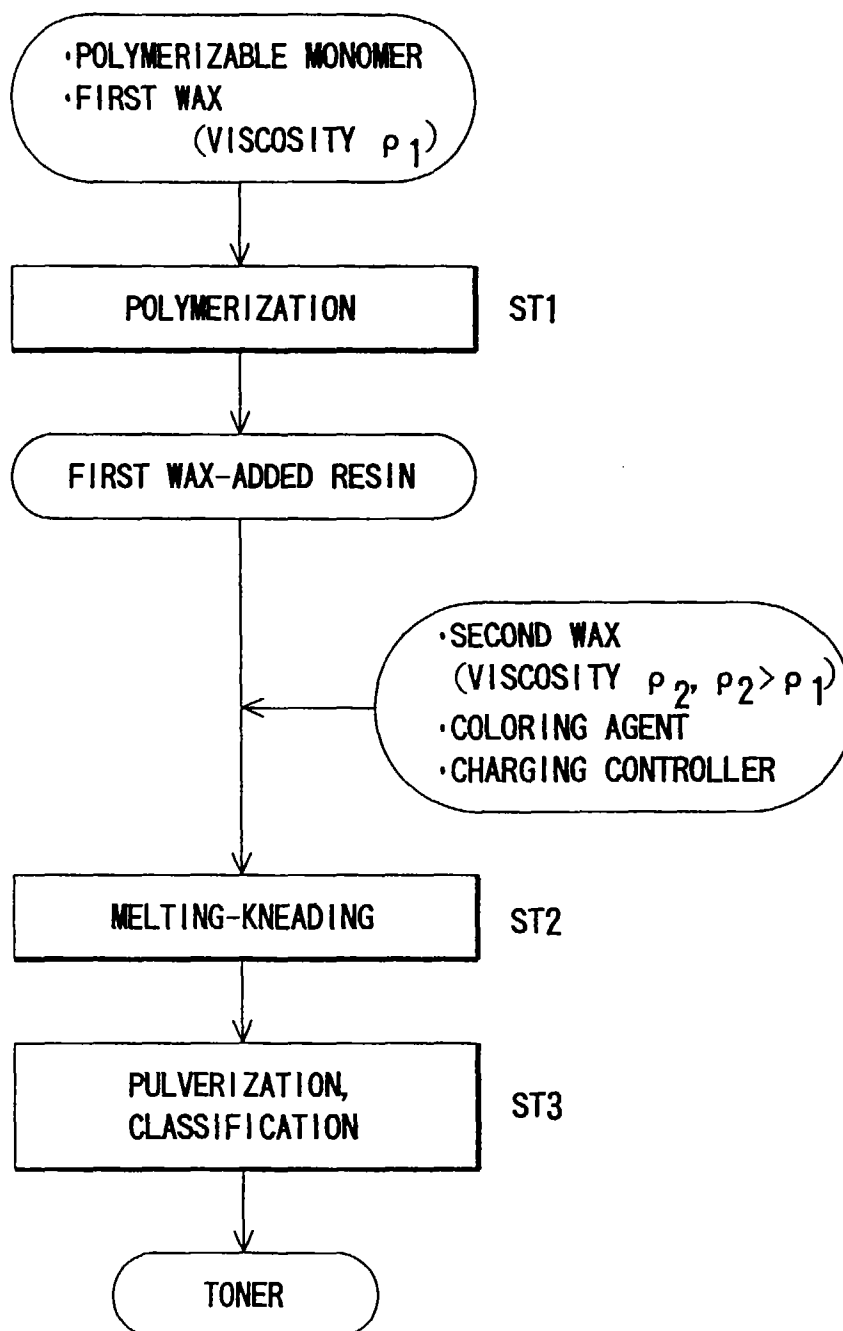 ·POLYMERIZABLE MONOMER
·FIRST WAX
(VISCOSITY ρ1)
POLYMERIZATION
ST1
FIRST WAX-ADDED RESIN
·SECOND WAX
(VISCOSITY ρ2, ρ2>ρ1)
·COLORING AGENT
·CHARGING CONTROLLER
MELTING-KNEADING
ST2
PULVERIZATION,
CLASSIFICATION
ST3
TONER